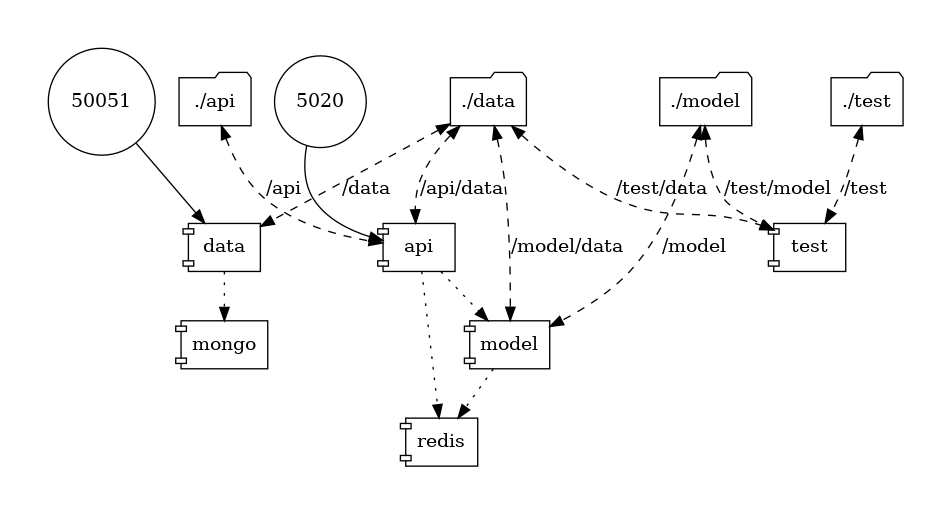 50051
./api
5020
./data
./model
./test
/api
/data
/api/data
/test/data
/test/model
/test
data
api
/model/data
/model
test
mongo
model
redis